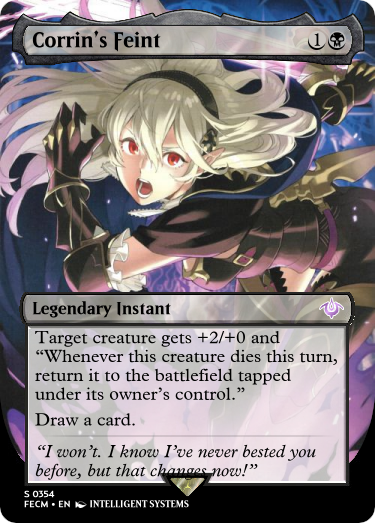 Corrin's Feint 1
Legendary Instant
Target creature gets +2/+0 and
“Whenever this creature dies this turn,
return it to the battlefield tapped
under its owner's control.”
Draw a card.
“I won't. I know I've never bested you
before, but that changes now!”
S 0354
FECM • EN INTELLIGENT SYSTEMS